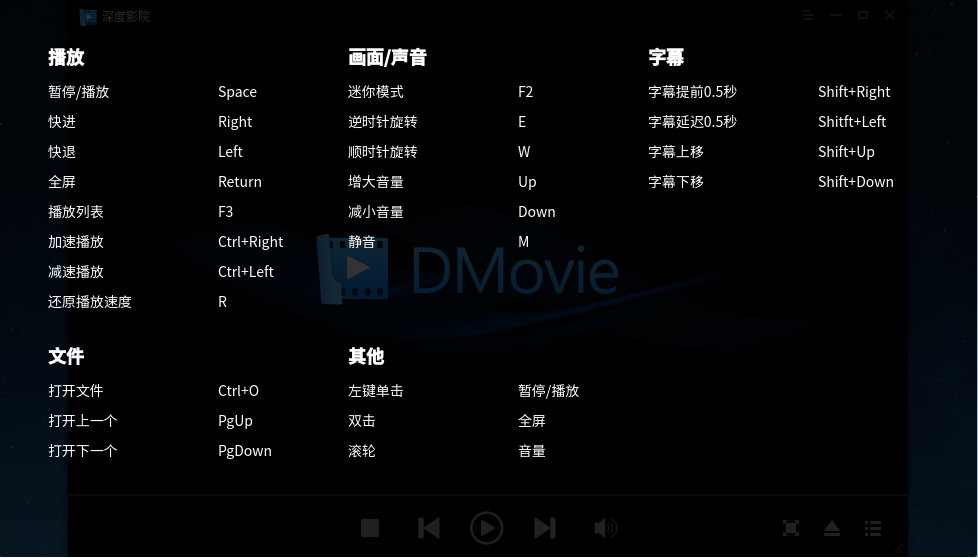 深度影院
播放
暂停/播放 Space
快进 Right
快退 Left
全屏 Return
播放列表 F3
加速播放 Ctrl+Right
减速播放 Ctrl+Left
还原播放速度 R
画面/声音
迷你模式 F2
逆时针旋转 E
顺时针旋转 W
增大音量 Up
减小音量 Down
静音 M
字幕
字幕提前0.5秒 Shift+Right
字幕延迟0.5秒 Shitft+Left
字幕上移 Shift+Up
字幕下移 Shift+Down
DMovie
文件
打开文件 Ctrl+O
打开上一个 PgUp
打开下一个 PgDown
其他
左键单击 暂停/播放
双击 全屏
滚轮 音量